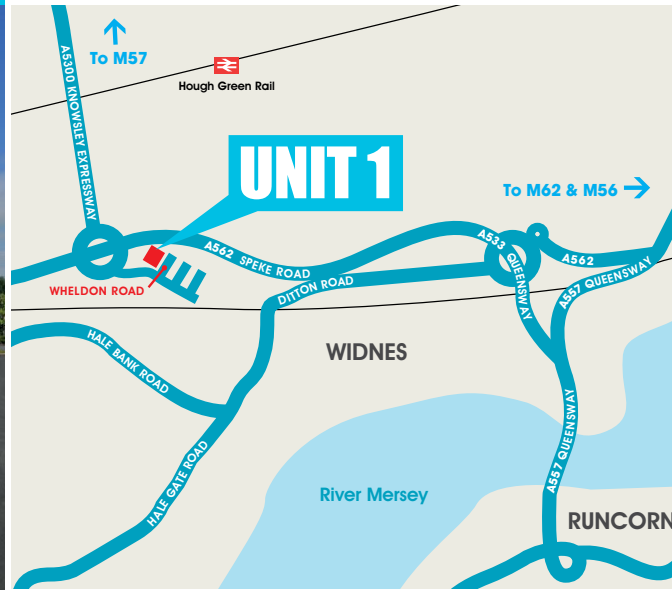 To M57
A5300 KNOWSLEY EXPRESSWAY
Hough Green Rail
UNIT 1
To M62 & M56
A533 QUEENSWAY
A562
A562 SPEKE ROAD
A557 QUEENSWAY
WHELDON ROAD
DITTON ROAD
WIDNES
HALE BANK ROAD
A557 QUEENSWAY
HALE GATE ROAD
River Mersey
RUNCORN